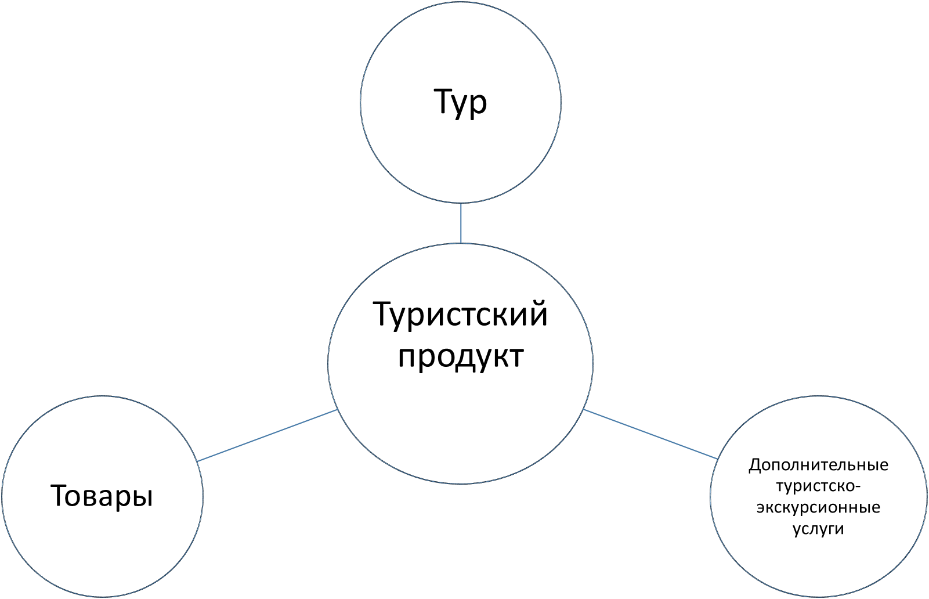 Тур
Туристский
продукт
Товары
Дополнительные
туристско-
экскурсионные
услуги